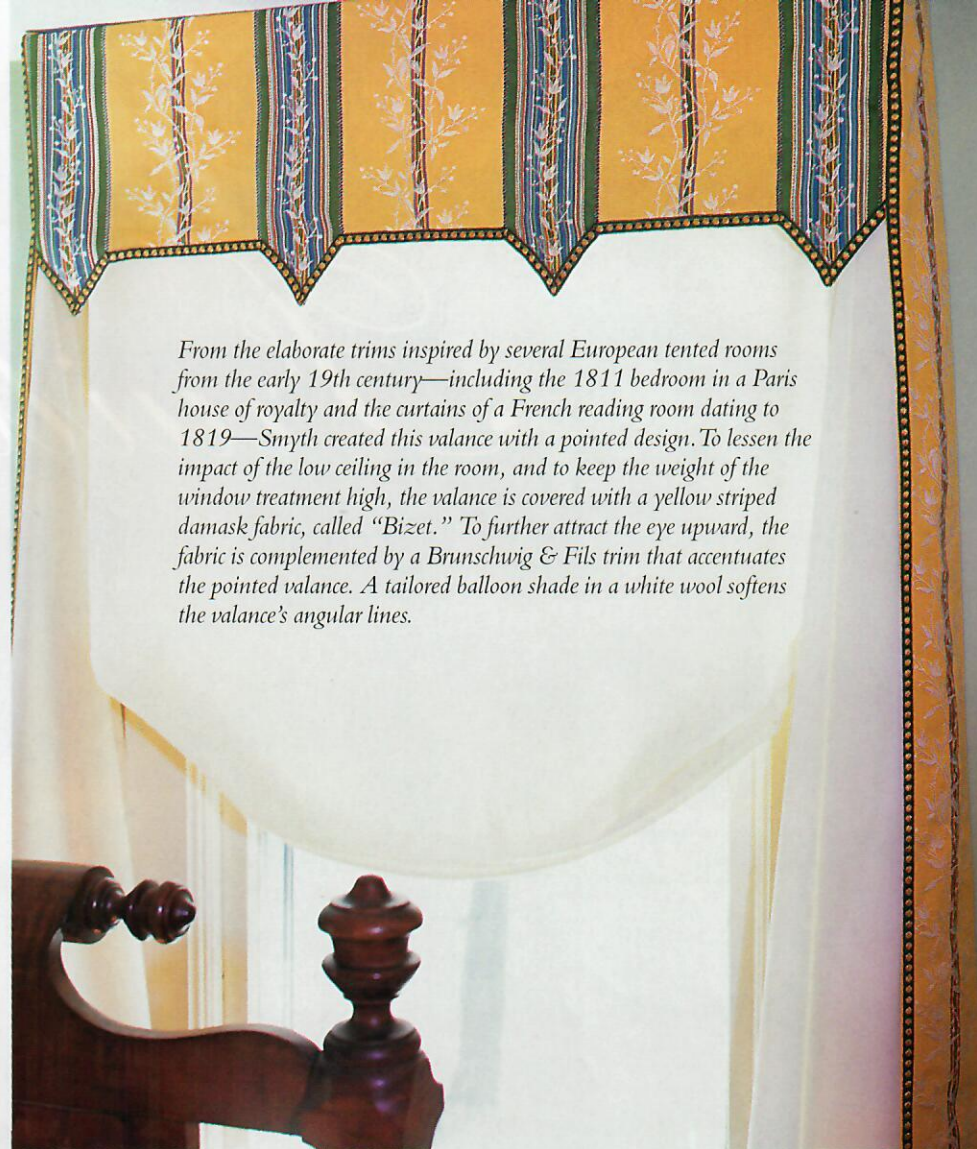 From the elaborate trims inspired by several European tented rooms
from the early 19th century—including the 1811 bedroom in a Paris
house of royalty and the curtains of a French reading room dating to
1819—Smyth created this valance with a pointed design. To lessen the
impact of the low ceiling in the room, and to keep the weight of the
window treatment high, the valance is covered with a yellow striped
damask fabric, called “Bizet.” To further attract the eye upward, the
fabric is complemented by a Brunschwig & Fils trim that accentuates
the pointed valance. A tailored balloon shade in a white wool softens
the valance’s angular lines.